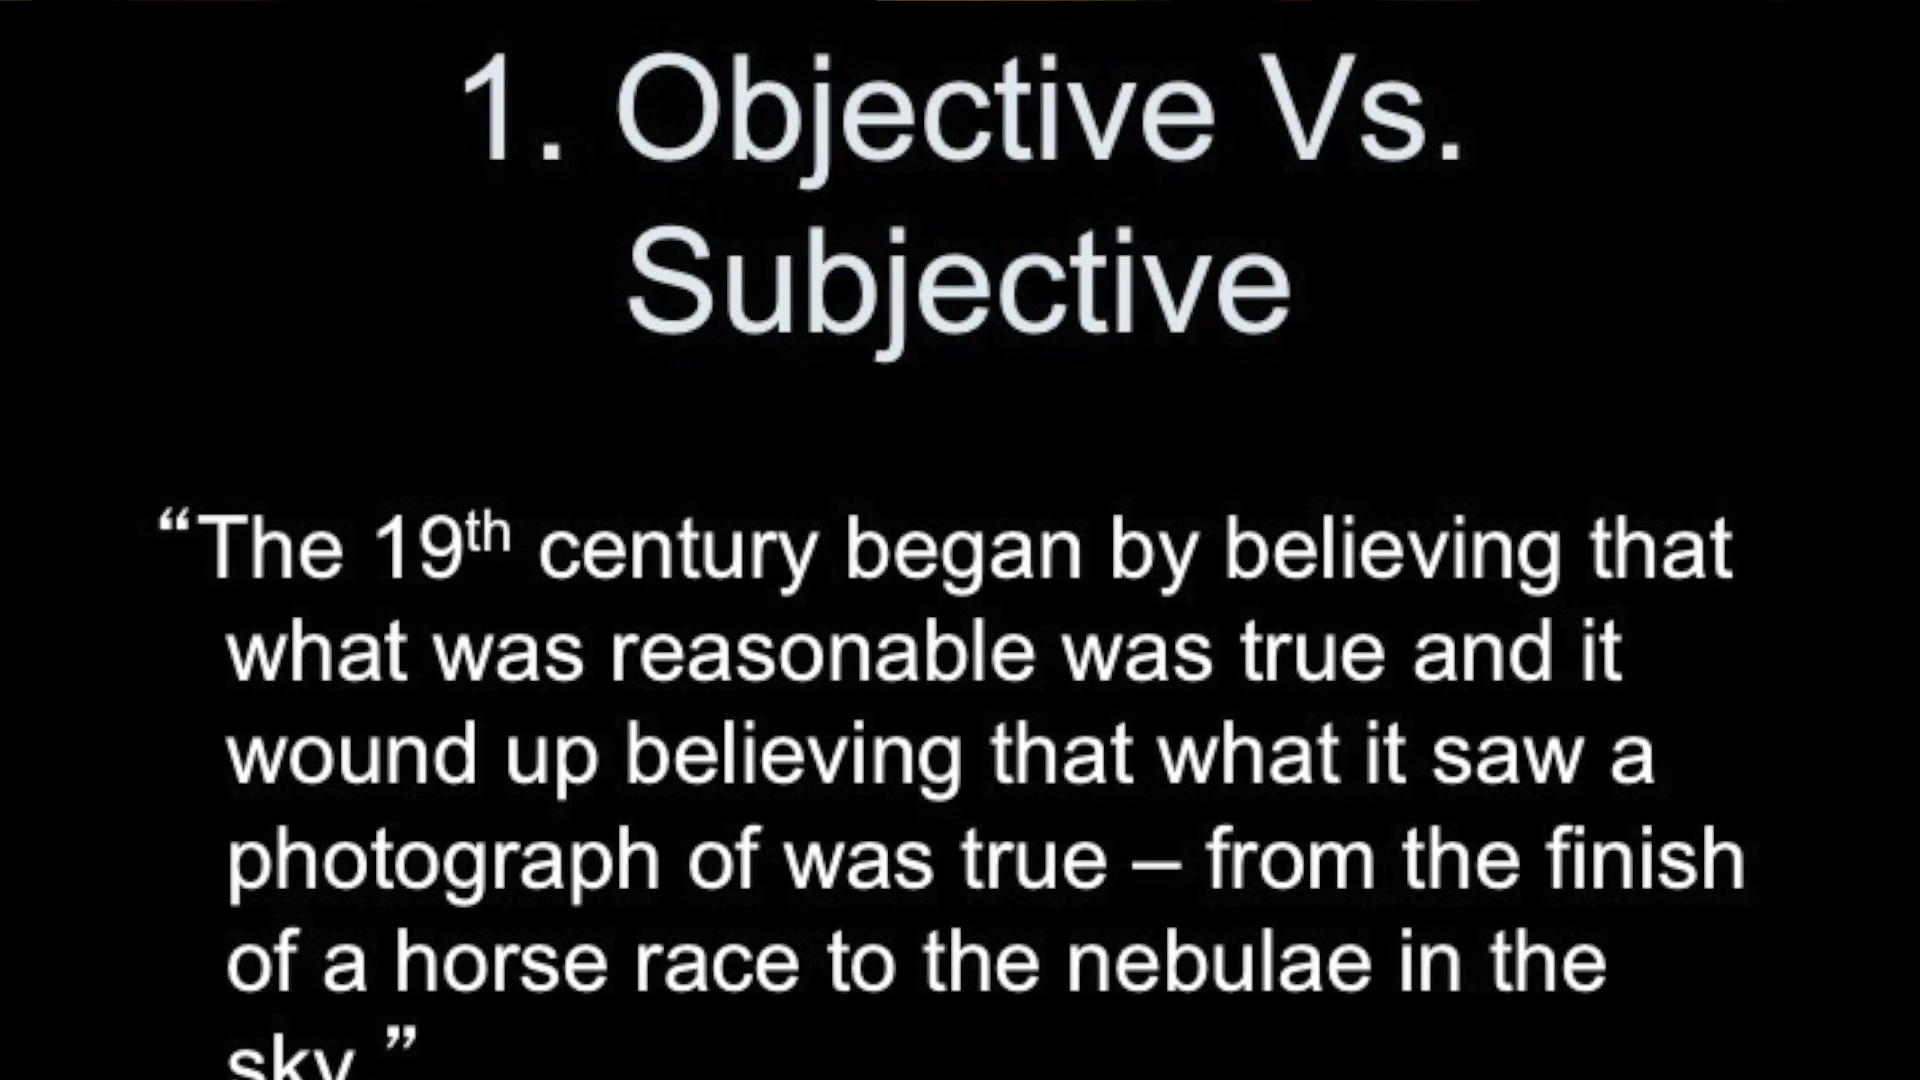 1. Objective Vs.
Subjective
“The 19th century began by believing that
what was reasonable was true and it
wound up believing that what it saw a
photograph of was true – from the finish
of a horse race to the nebulae in the
sky.”